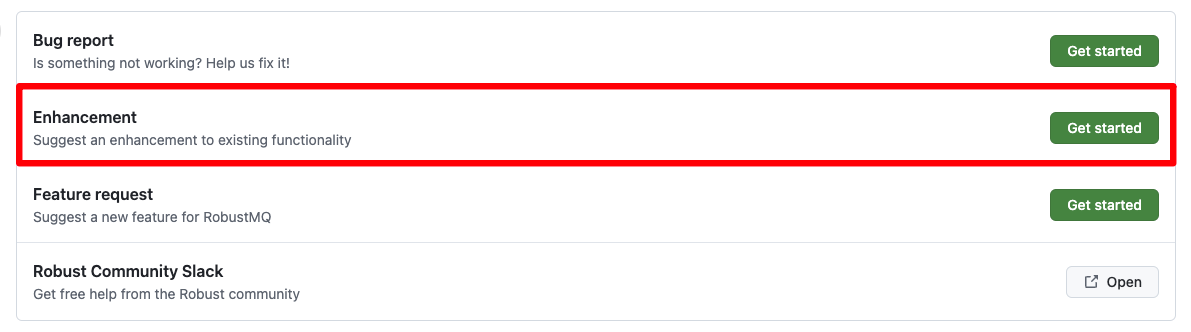 Bug report
Is something not working? Help us fix it!
Get started
Enhancement
Suggest an enhancement to existing functionality
Get started
Feature request
Suggest a new feature for RobustMQ
Get started
Robust Community Slack
Get free help from the Robust community
Open